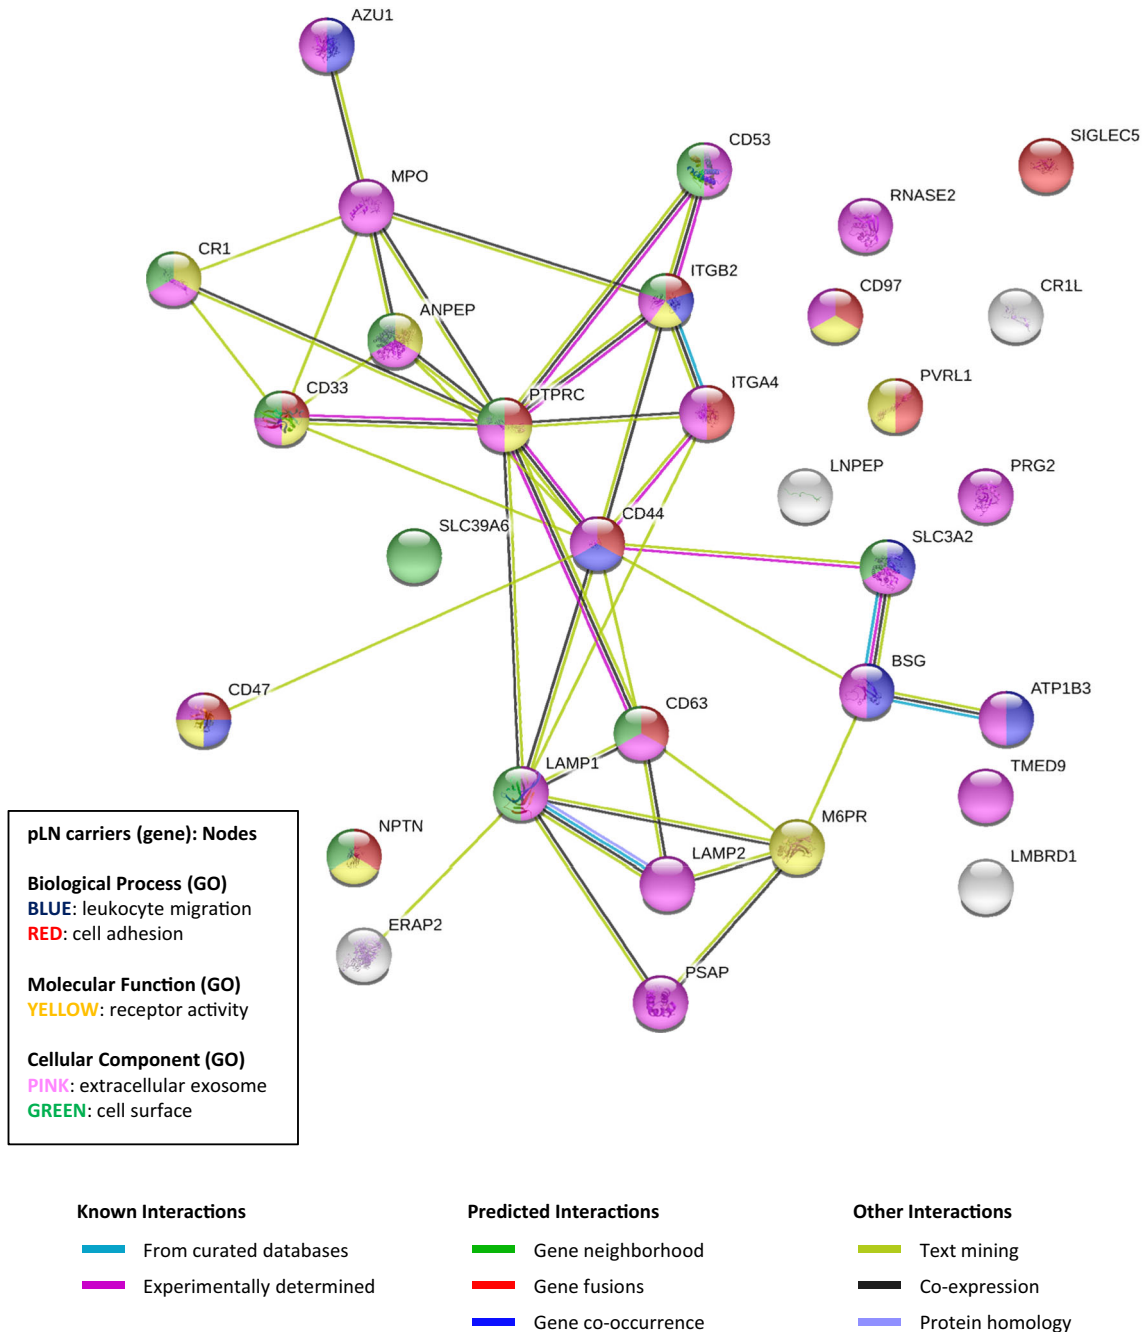 AZU1
CD53
SIGLEC5
MPO
RNASE2
CR1
ITGB2
CD97
CR1L
ANPEP
CD33
PTPRC
ITGA4
PVRL1
LNPEP
PRG2
SLC39A6
CD44
SLC3A2
BSG
CD47
CD63
ATP1B3
LAMP1
TMED9
NPTN
M6PR
LAMP2
LMBRD1
ERAP2
PSAP
pLN carriers (gene): Nodes
Biological Process (GO)
BLUE: leukocyte migration
RED: cell adhesion
Molecular Function (GO)
YELLOW: receptor activity
Cellular Component (GO)
PINK: extracellular exosome
GREEN: cell surface
Known Interactions
From curated databases
Experimentally determined
Predicted Interactions
Gene neighborhood
Gene fusions
Gene co-occurrence
Other Interactions
Text mining
Co-expression
Protein homology